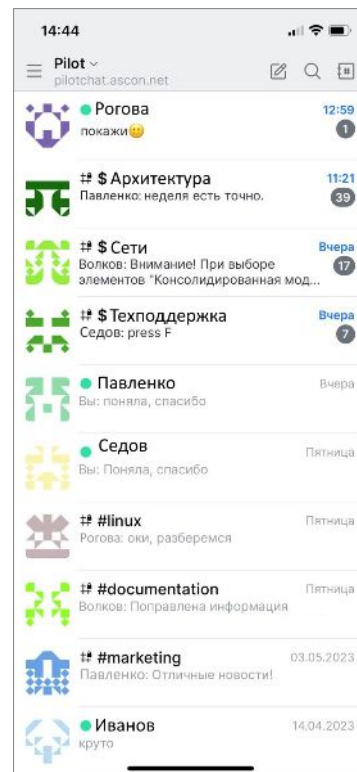 14:44
Pilot
pilotchat.ascon.net
Рогова 12:59
покажи 1
$ Архитектура 11:21
Павленко: неделя есть точно. 39
$ Сети Вчера
Волков: Внимание! При выборе 17
элементов "Консолидированная мод...
$ Техподдержка Вчера
Седов: press F 7
Павленко Вчера
Вы: поняла, спасибо
Седов Пятница
Вы: Поняла, спасибо
#linux Пятница
Рогова: оки, разберемся
#documentation Пятница
Волков: Поправлена информация
#marketing 03.05.2023
Павленко: Отличные новости!
Иванов 14.04.2023
круто